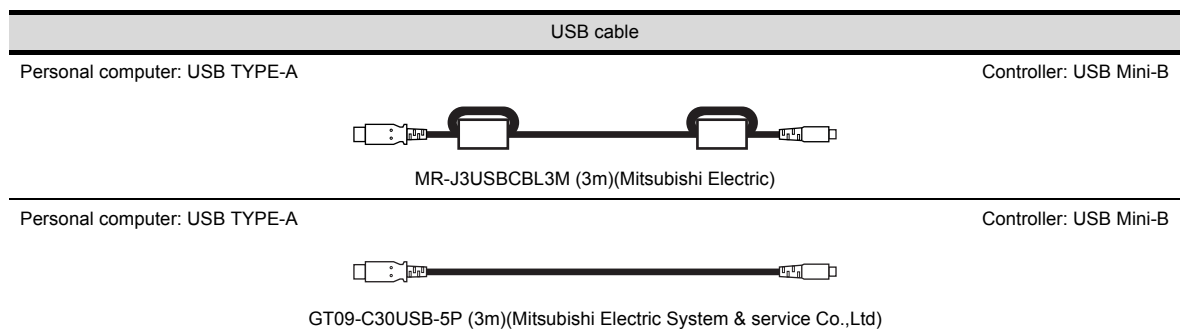 USB cable
Personal computer: USB TYPE-A
Controller: USB Mini-B
MR-J3USBCBL3M (3m)(Mitsubishi Electric)
Personal computer: USB TYPE-A
Controller: USB Mini-B
GT09-C30USB-5P (3m)(Mitsubishi Electric System & service Co.,Ltd)